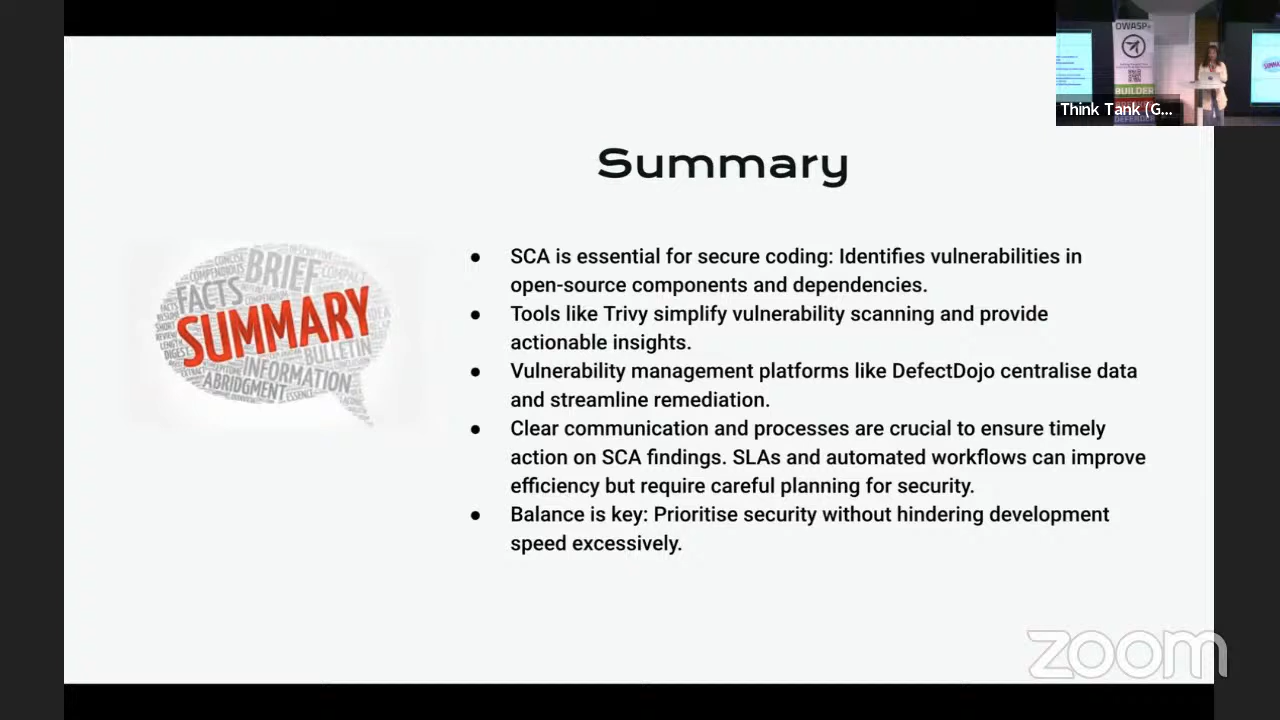 OWASP
BUILDER
Think Tank (G...
Summary
BRIEF
FACTS
SUMMARY
BULLETIN
INFORMATION
ABRIDGMENT
ESSENCE
CONCISE
COMPENDIOUS
DIGEST
● SCA is essential for secure coding: Identifies vulnerabilities in
open-source components and dependencies.
● Tools like Trivy simplify vulnerability scanning and provide
actionable insights.
● Vulnerability management platforms like DefectDojo centralise data
and streamline remediation.
● Clear communication and processes are crucial to ensure timely
action on SCA findings. SLAs and automated workflows can improve
efficiency but require careful planning for security.
● Balance is key: Prioritise security without hindering development
speed excessively.
zoom